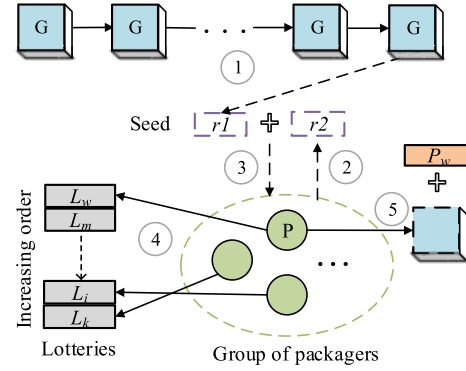 G G . . . G G
1
Seed r1 + r2
3 2
P_w
+
5
L_w
L_m
4
P
. . .
L_i
L_k
Increasing order
Lotteries
Group of packagers